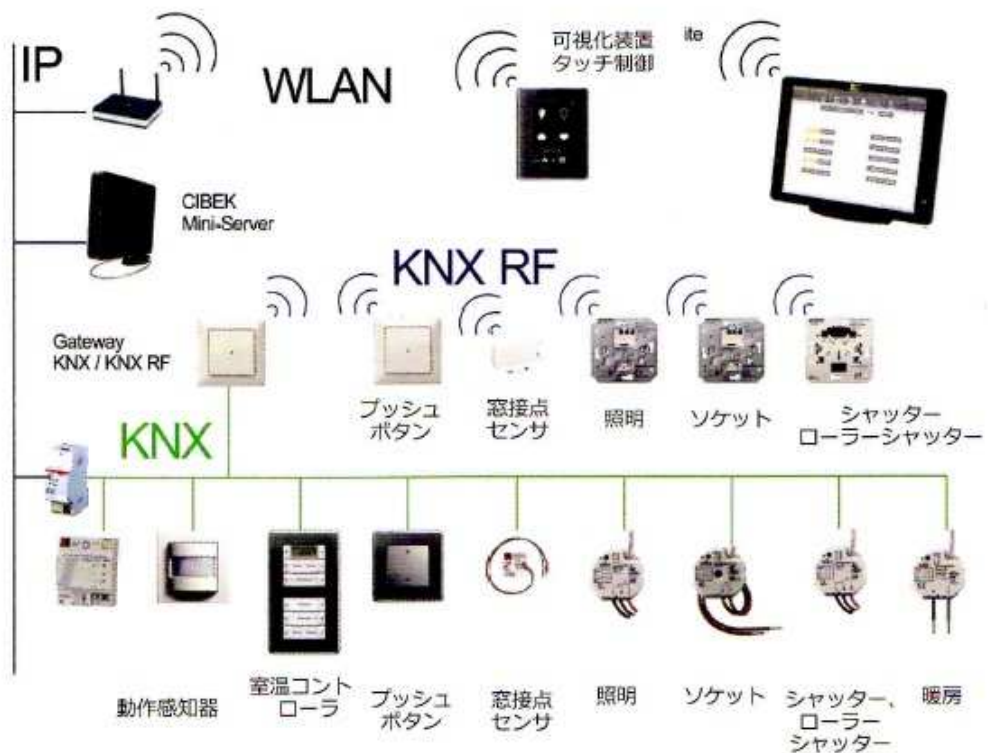 IP
WLAN
可視化装置
タッチ制御
ite
CIBEK
Mini-Server
KNX RF
Gateway
KNX / KNX RF
プッシュ
ボタン
窓接点
センサ
照明
ソケット
シャッター
ローラーシャッター
KNX
動作感知器
室温コント
ローラ
プッシュ
ボタン
窓接点
センサ
照明
ソケット
シャッター、
ローラー
シャッター
暖房